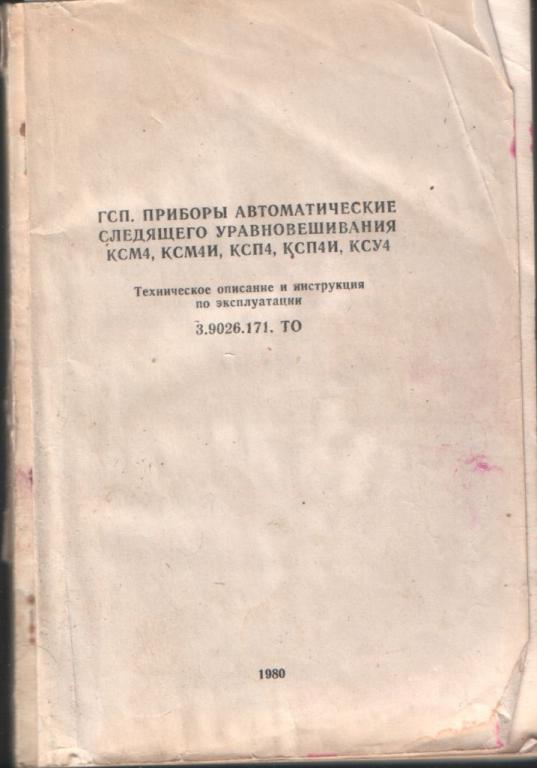 ГСП. ПРИБОРЫ АВТОМАТИЧЕСКИЕ
СЛЕДЯЩЕГО УРАВНОВЕШИВАНИЯ
КСМ4, КСМ4И, КСП4, КСП4И, КСУ4
Техническое описание и инструкция
по эксплуатации
3.9026.171. ТО
1980